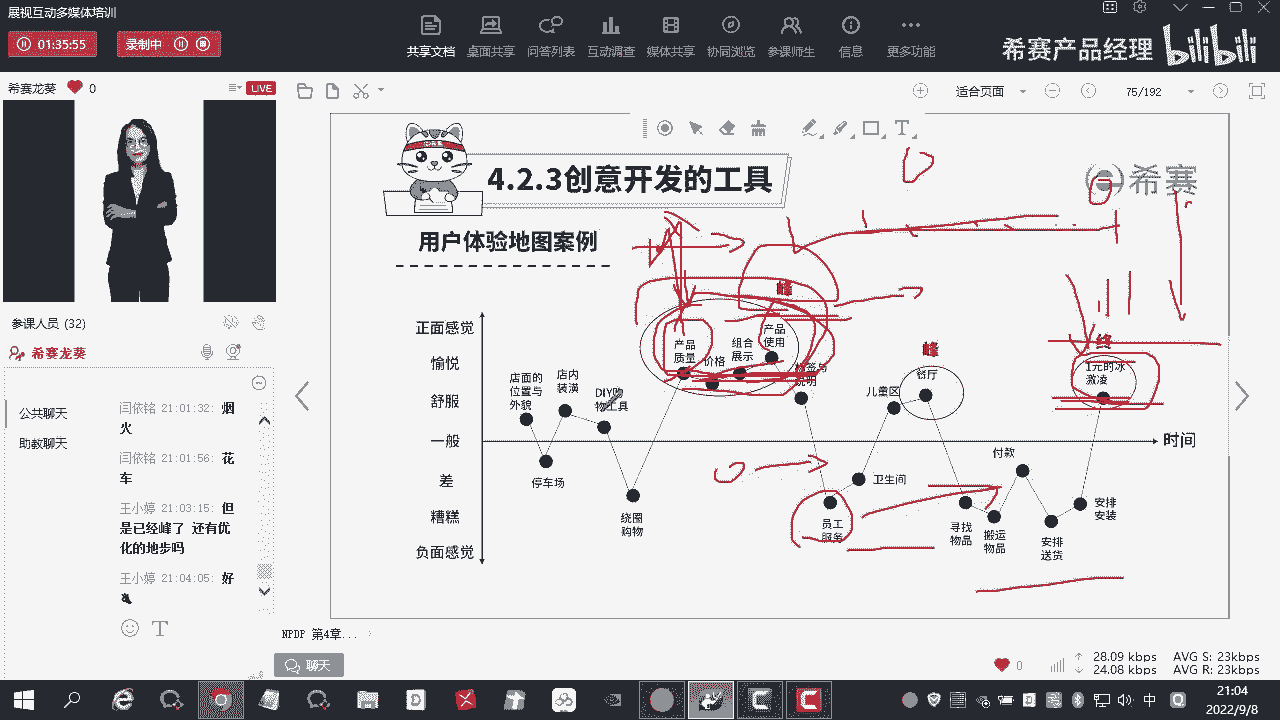 展视互动多媒体培训
01:35:55
录制中
共享文档
桌面共享
问答列表
互动调查
媒体共享
协同浏览
多课师生
信息
更多功能
希赛产品经理
bilibili
希赛龙葵
0
LIVE
适合页面
75/192
参课人员 (32)
希赛龙葵
公共聊天
助教聊天
闫依铭 21:01:32: 烟
火
闫依铭 21:01:56: 花
车
王小婷 21:03:15: 但
是已经峰了 还有优
化的地步吗
王小婷 21:04:05: 好
4.2.3创意开发的工具
希赛
用户体验地图案例
正面感觉
愉悦
舒服
一般
差
糟糕
负面感觉
时间
店面的
位置与
外貌
停车场
店内
装潢
DIY购
物工具
绕圈
购物
产品
质量
价格
组合
展示
峰
产品
使用
标签与
说明
员工
服务
卫生间
儿童区
峰
餐厅
寻找
物品
搬运
物品
付款
安排
送货
安排
安装
终
1元的冰
激凌
NPDP 第4章...
聊天
0
28.09 kbps
AVG S: 23kbps
24.08 kbps
AVG R: 23kbps
中
21:04
2022/9/8